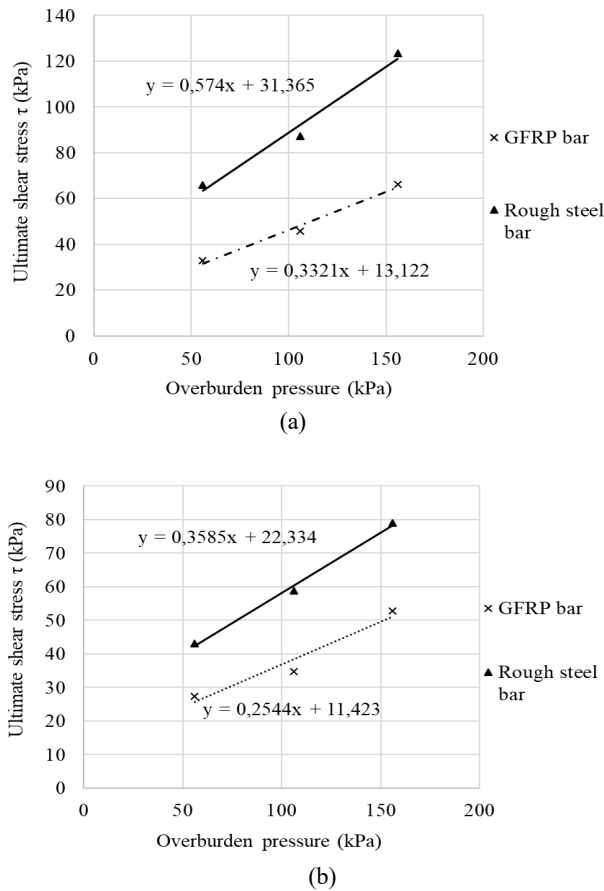 140
120
100
80
60
40
20
0
Ultimate shear stress τ (kPa)
y = 0,574x + 31,365
y = 0,3321x + 13,122
0 50 100 150 200
Overburden pressure (kPa)
GFRP bar
Rough steel
bar
(a)
90
80
70
60
50
40
30
20
10
0
Ultimate shear stress τ (kPa)
y = 0,3585x + 22,334
y = 0,2544x + 11,423
0 50 100 150 200
Overburden pressure (kPa)
GFRP bar
Rough steel
bar
(b)